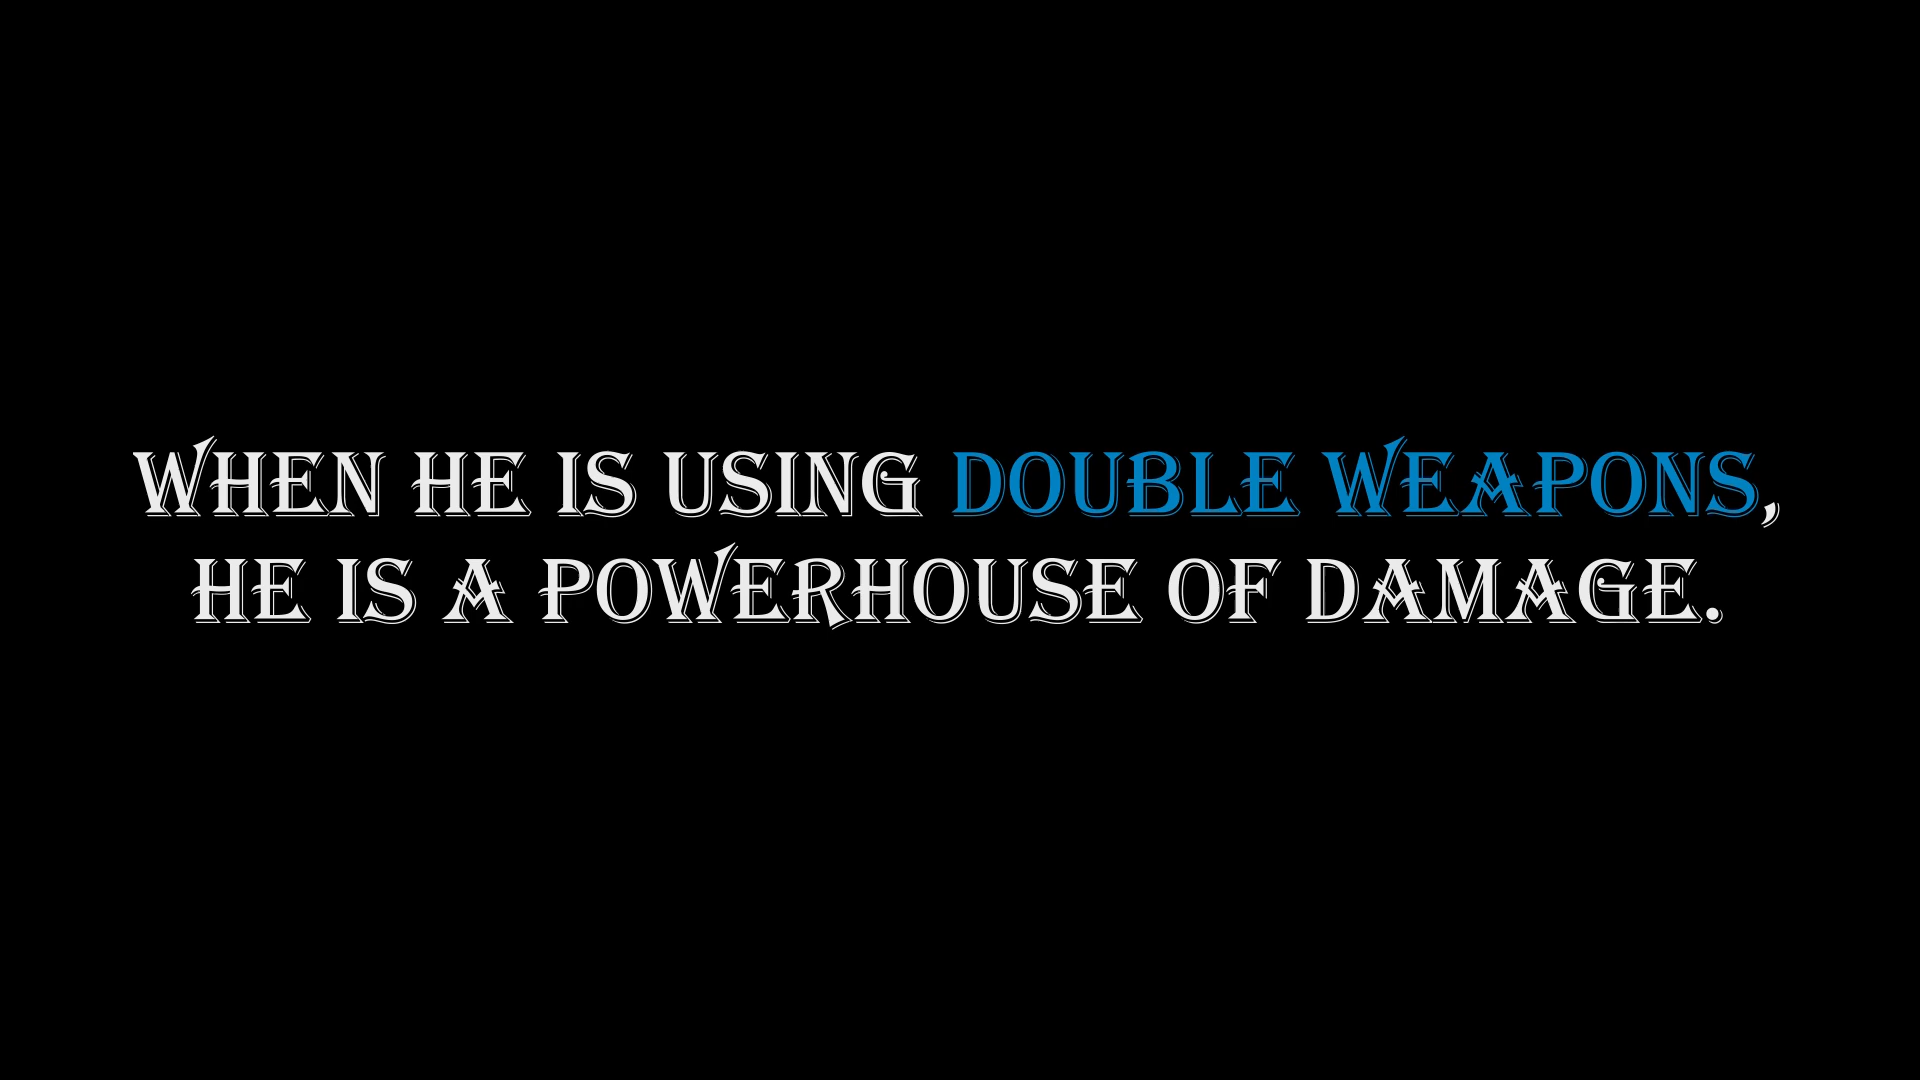 WHEN HE IS USING DOUBLE WEAPONS,
HE IS A POWERHOUSE OF DAMAGE.